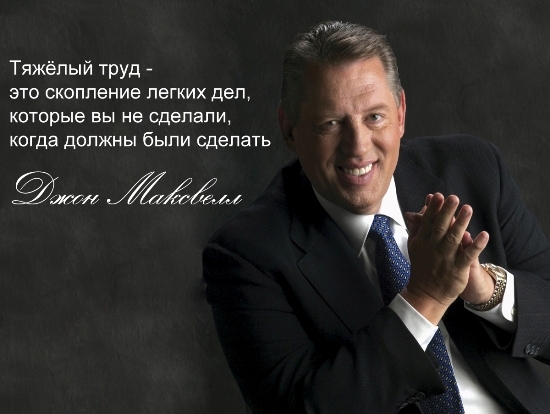 Тяжёлый труд -
это скопление легких дел,
которые вы не сделали,
когда должны были сделать
Джон Максвелл